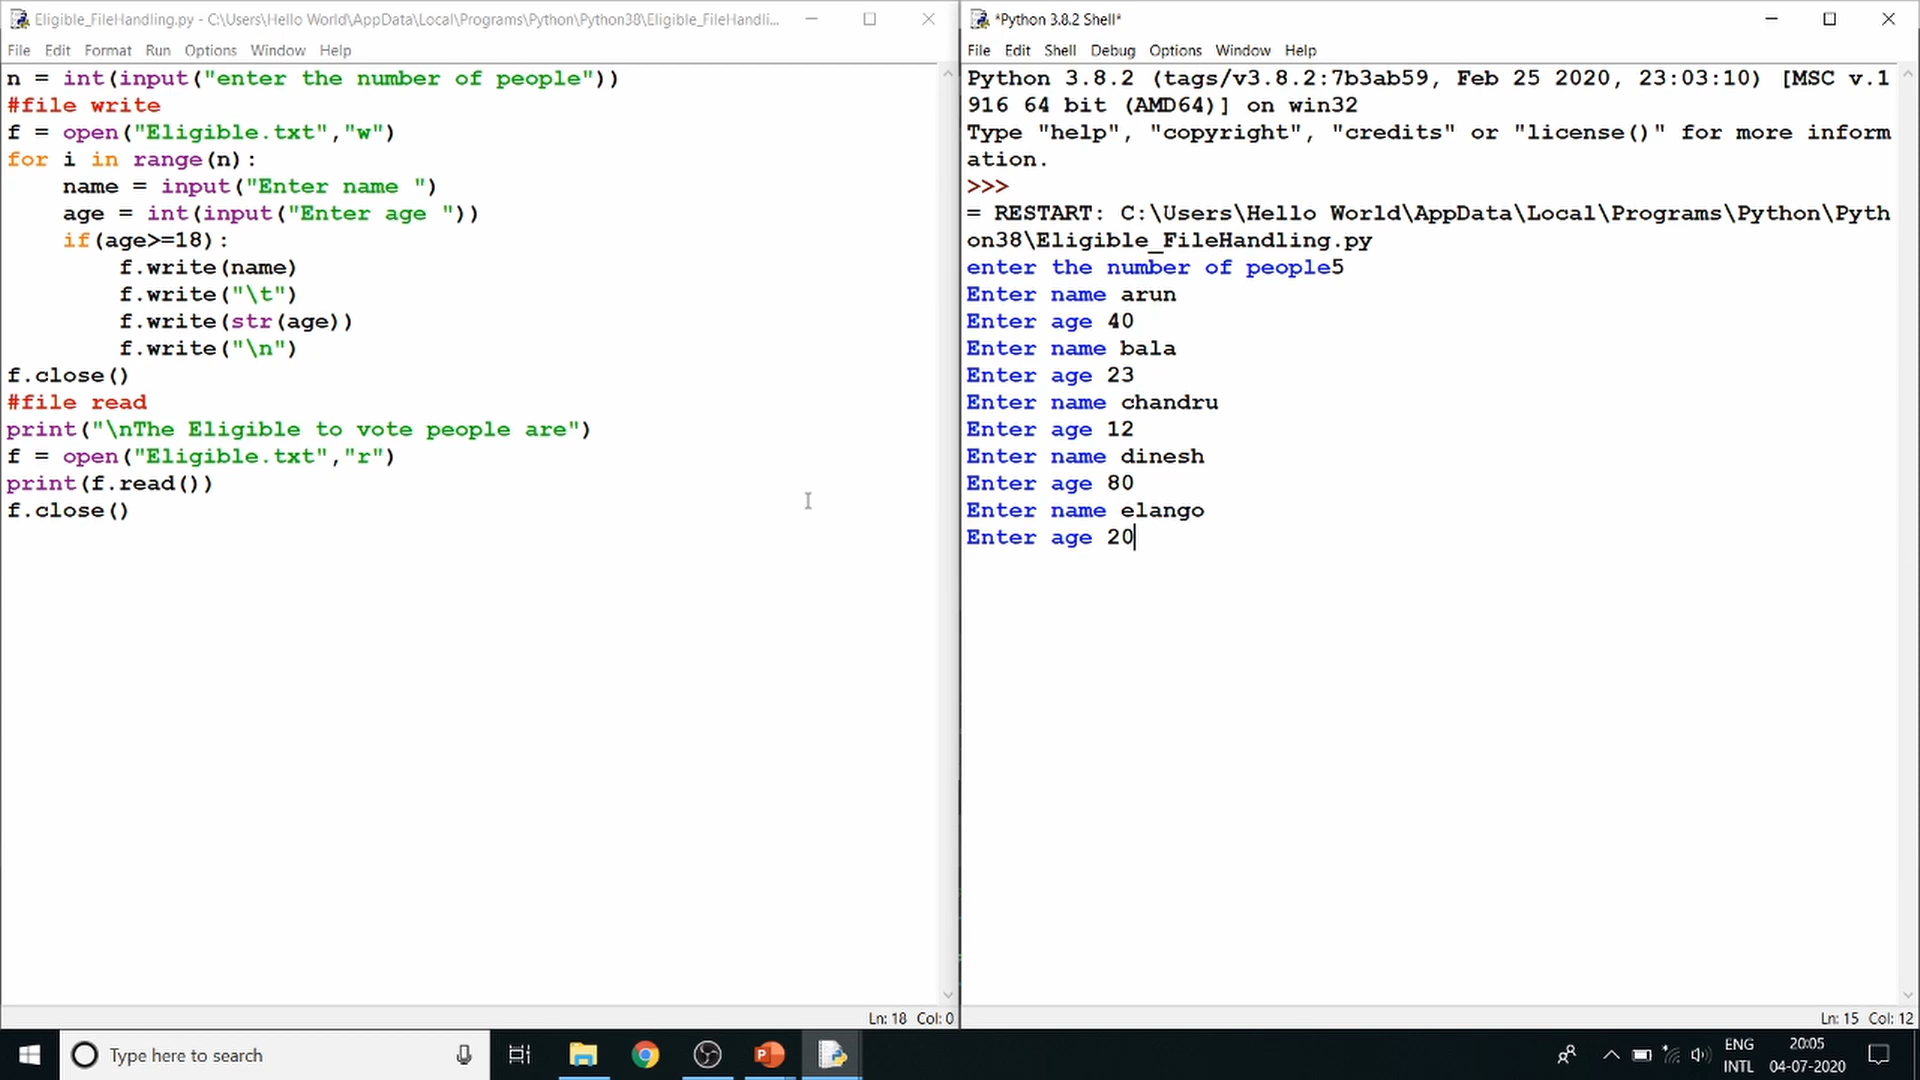 Eligible_FileHandling.py - C:\Users\Hello World\AppData\Local\Programs\Python\Python38\Eligible_FileHandli...
File Edit Format Run Options Window Help
n = int(input("enter the number of people"))
#file write
f = open("Eligible.txt","w")
for i in range(n):
    name = input("Enter name ")
    age = int(input("Enter age "))
    if(age>=18):
        f.write(name)
        f.write("\t")
        f.write(str(age))
        f.write("\n")
f.close()
#file read
print("\nThe Eligible to vote people are")
f = open("Eligible.txt","r")
print(f.read())
f.close()
Ln: 18 Col: 0
*Python 3.8.2 Shell*
File Edit Shell Debug Options Window Help
Python 3.8.2 (tags/v3.8.2:7b3ab59, Feb 25 2020, 23:03:10) [MSC v.1
916 64 bit (AMD64)] on win32
Type "help", "copyright", "credits" or "license()" for more inform
ation.
>>>
= RESTART: C:\Users\Hello World\AppData\Local\Programs\Python\Pyth
on38\Eligible_FileHandling.py
enter the number of people5
Enter name arun
Enter age 40
Enter name bala
Enter age 23
Enter name chandru
Enter age 12
Enter name dinesh
Enter age 80
Enter name elango
Enter age 20
Ln: 15 Col: 12
Type here to search
ENG
INTL
20:05
04-07-2020